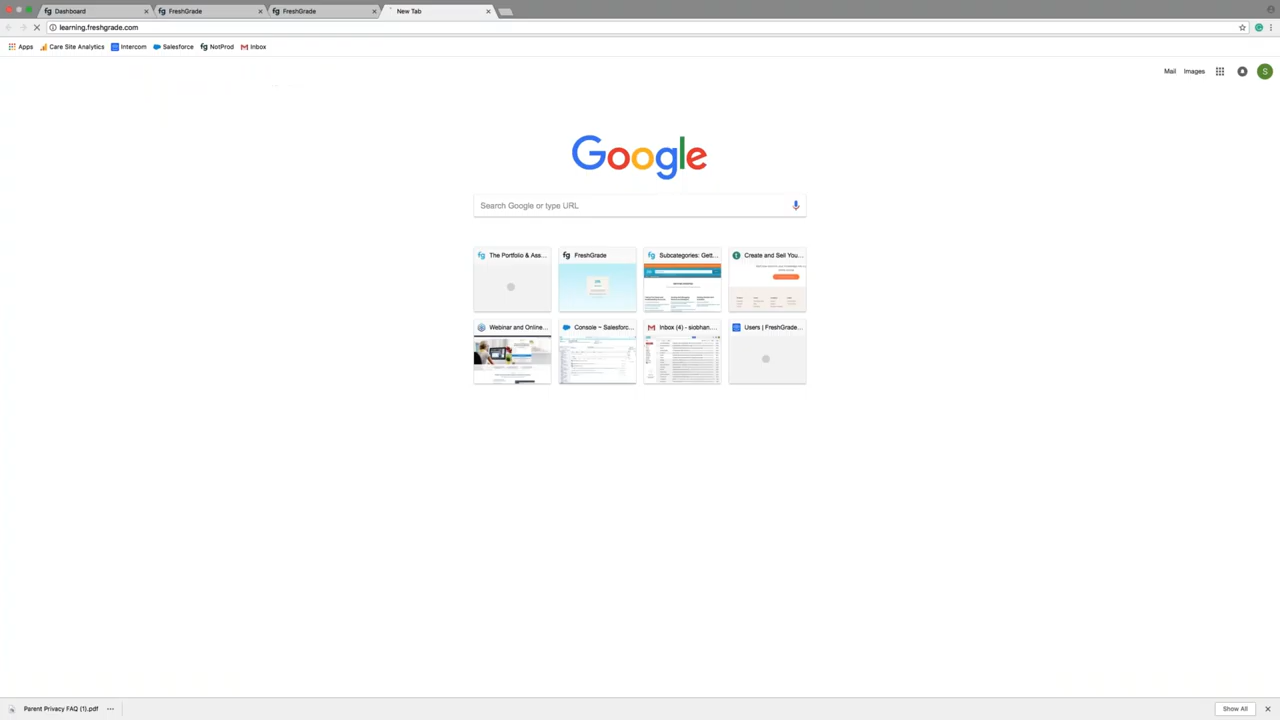 Dashboard
FreshGrade
FreshGrade
New Tab
learning.freshgrade.com
Apps
Care Site Analytics
Intercom
Salesforce
NotProd
Inbox
Mail
Images
S
Google
Search Google or type URL
The Portfolio & Ass...
FreshGrade
Subcategories: Gett...
Create and Sell You...
Webinar and Online...
Console ~ Salesforc...
Inbox (4) - siobhan....
Users | FreshGrade...
Parent Privacy FAQ (1).pdf
Show All